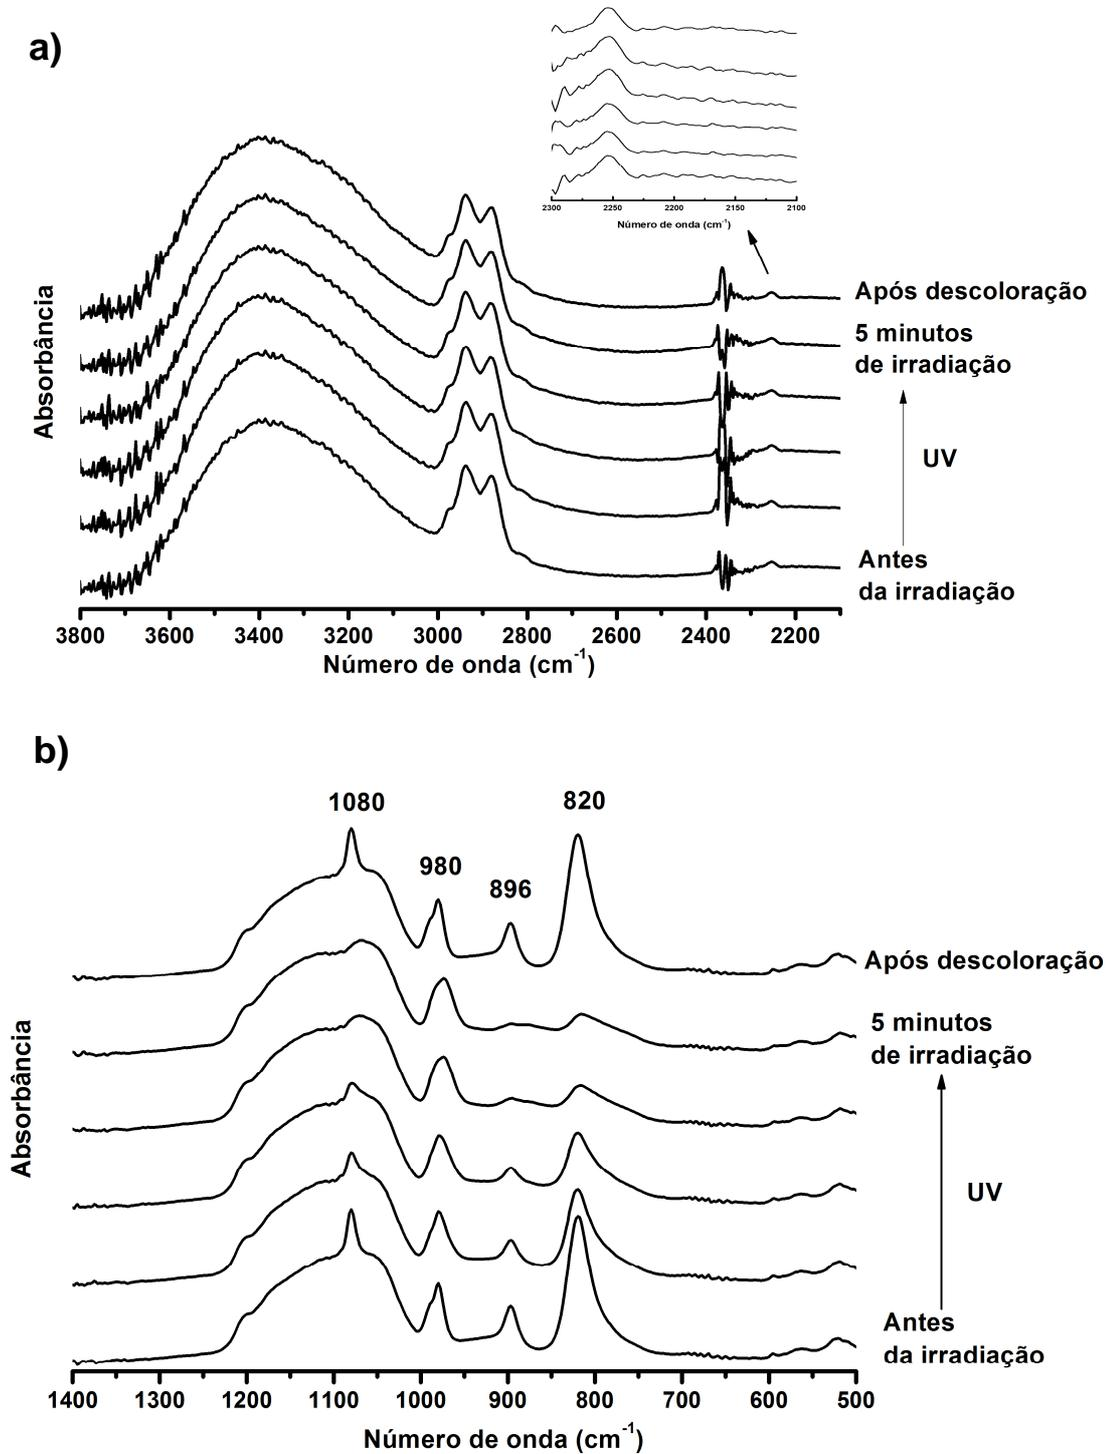 a)
2300 2250 2200 2150 2100
Número de onda (cm⁻¹)
Absorbância
Após descoloração
5 minutos
de irradiação
UV
Antes
da irradiação
3800 3600 3400 3200 3000 2800 2600 2400 2200
Número de onda (cm⁻¹)
b)
1080
820
980
896
Absorbância
Após descoloração
5 minutos
de irradiação
UV
Antes
da irradiação
1400 1300 1200 1100 1000 900 800 700 600 500
Número de onda (cm⁻¹)